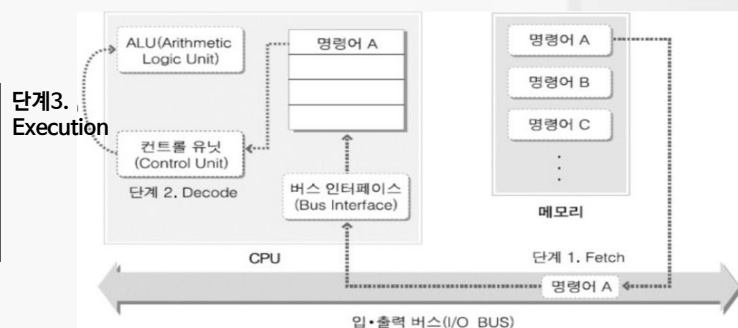 ALU(Arithmetic
Logic Unit)
명령어 A
명령어 A
명령어 B
명령어 C
단계3.
Execution
컨트롤 유닛
(Control Unit)
단계 2. Decode
버스 인터페이스
(Bus Interface)
메모리
CPU
단계 1. Fetch
명령어 A
입•출력 버스(I/O BUS)